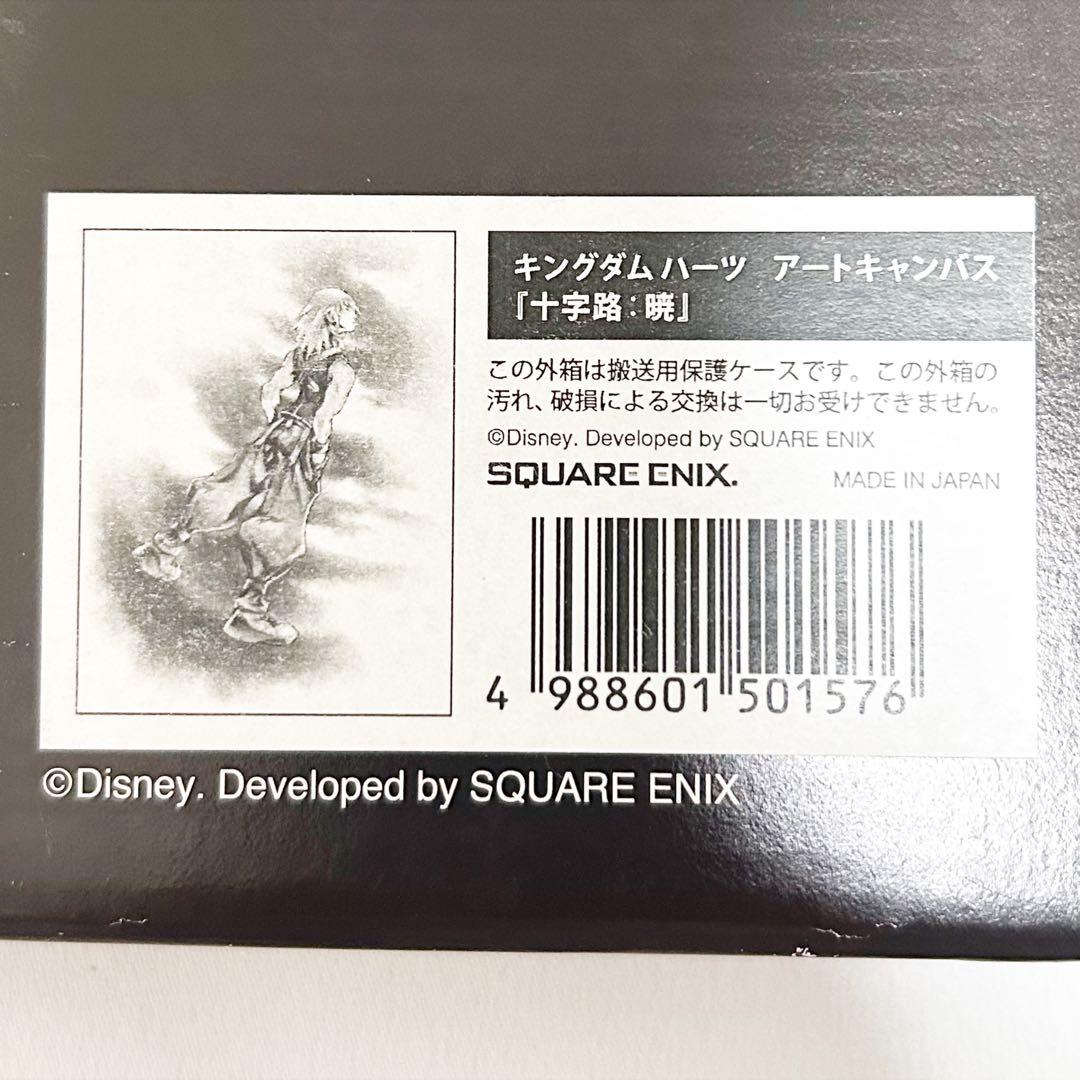 キングダム ハーツ アートキャンバス
『十字路:暁』
この外箱は搬送用保護ケースです。この外箱の
汚れ、破損による交換は一切お受けできません。
©Disney. Developed by SQUARE ENIX
SQUARE ENIX.
MADE IN JAPAN
4 988601 501576
©Disney. Developed by SQUARE ENIX